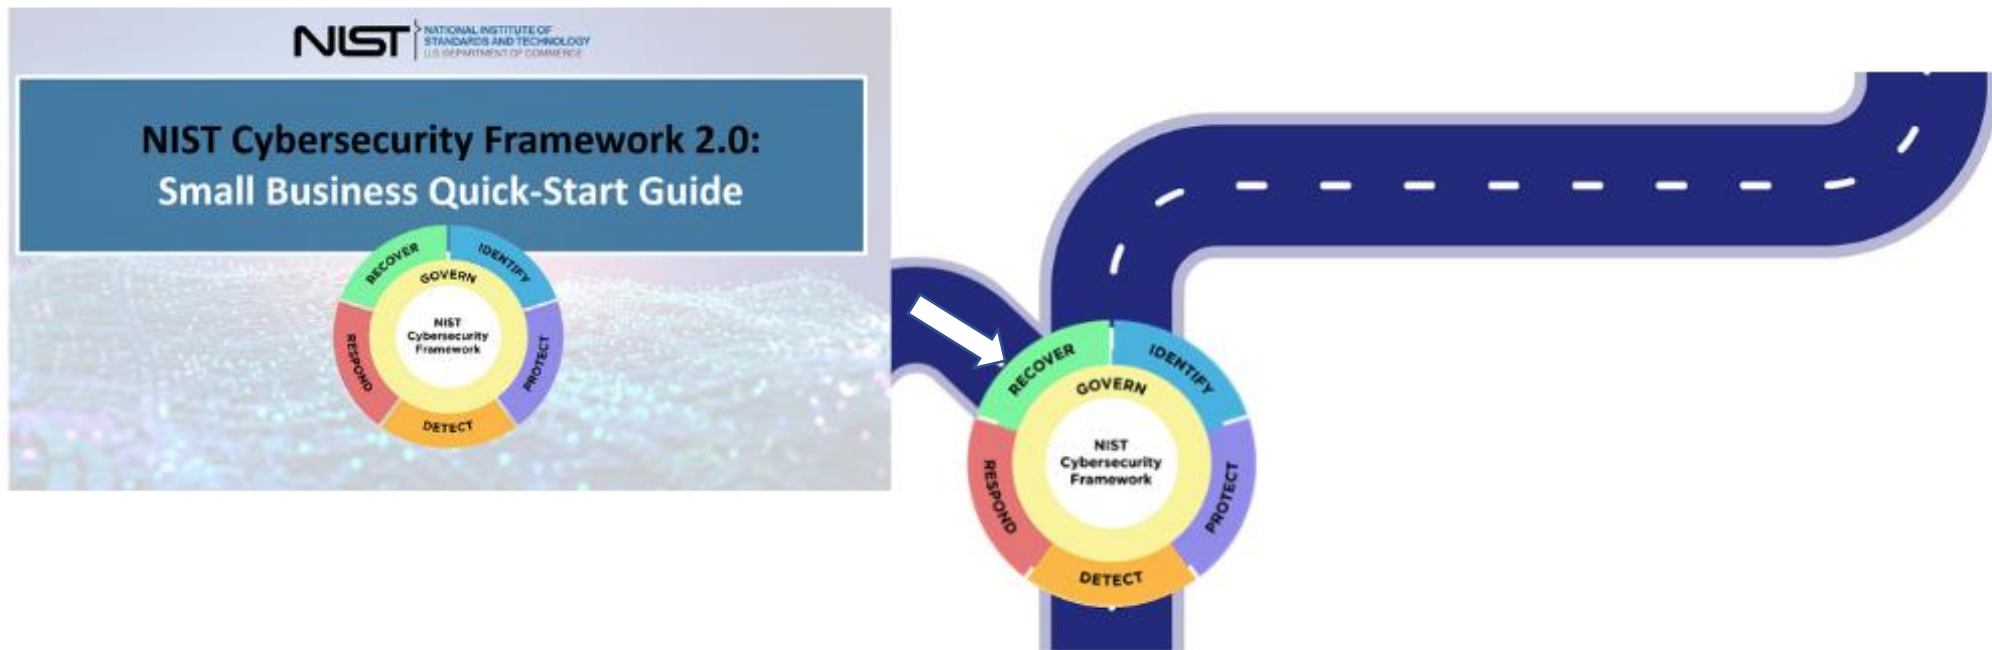 NIST
NATIONAL INSTITUTE OF
STANDARDS AND TECHNOLOGY
U.S. DEPARTMENT OF COMMERCE
NIST Cybersecurity Framework 2.0:
Small Business Quick-Start Guide
RECOVER
IDENTIFY
GOVERN
NIST
Cybersecurity
Framework
RESPOND
PROTECT
DETECT
RECOVER
IDENTIFY
GOVERN
NIST
Cybersecurity
Framework
RESPOND
PROTECT
DETECT